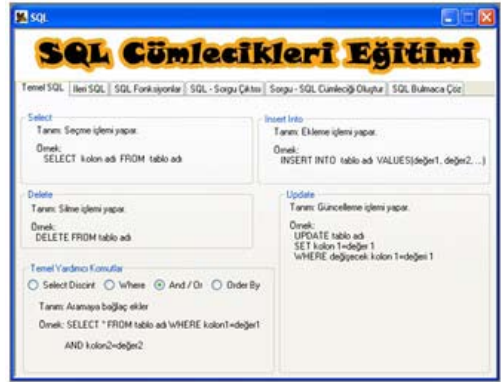 SQL
SQL Cümlecikleri Eğitimi
Temel SQL İleri SQL SQL Fonksiyonlar SQL - Sorgu Çıktısı Sorgu - SQL Cümleciği Oluştur SQL Bulmaca Çöz
Select
Tanım: Seçme işlemi yapar.
Örnek:
SELECT kolon adı FROM tablo adı
Insert Into
Tanım: Ekleme işlemi yapar.
Örnek:
INSERT INTO tablo adı VALUES(değer1, değer2, ...)
Delete
Tanım: Silme işlemi yapar.
Örnek:
DELETE FROM tablo adı
Update
Tanım: Güncelleme işlemi yapar.
Örnek:
UPDATE tablo adı
SET kolon 1=değer 1
WHERE değişecek kolon 1=değeri 1
Temel Yardımcı Komutlar
Select Discint Where And / Or Order By
Tanım: Aramaya bağlaç ekler
Örnek: SELECT * FROM tablo adı WHERE kolon1=değer1
AND kolon2=değer2